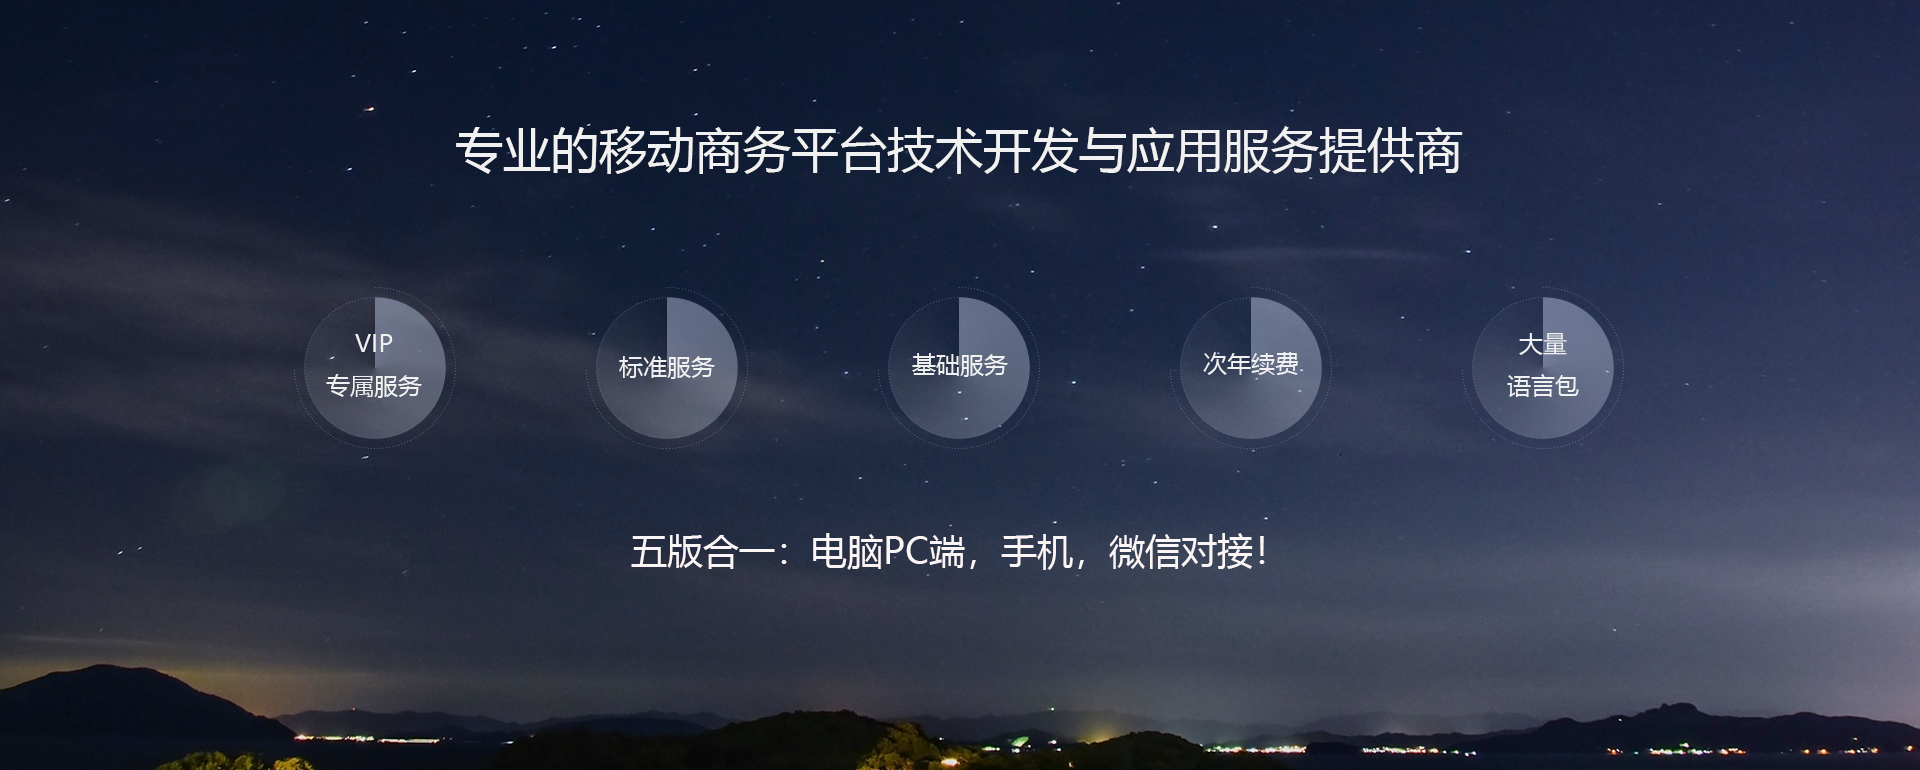 专业的移动商务平台技术开发与应用服务提供商
VIP
专属服务
标准服务
基础服务
次年续费
大量
语言包
五版合一：电脑PC端，手机，微信对接！